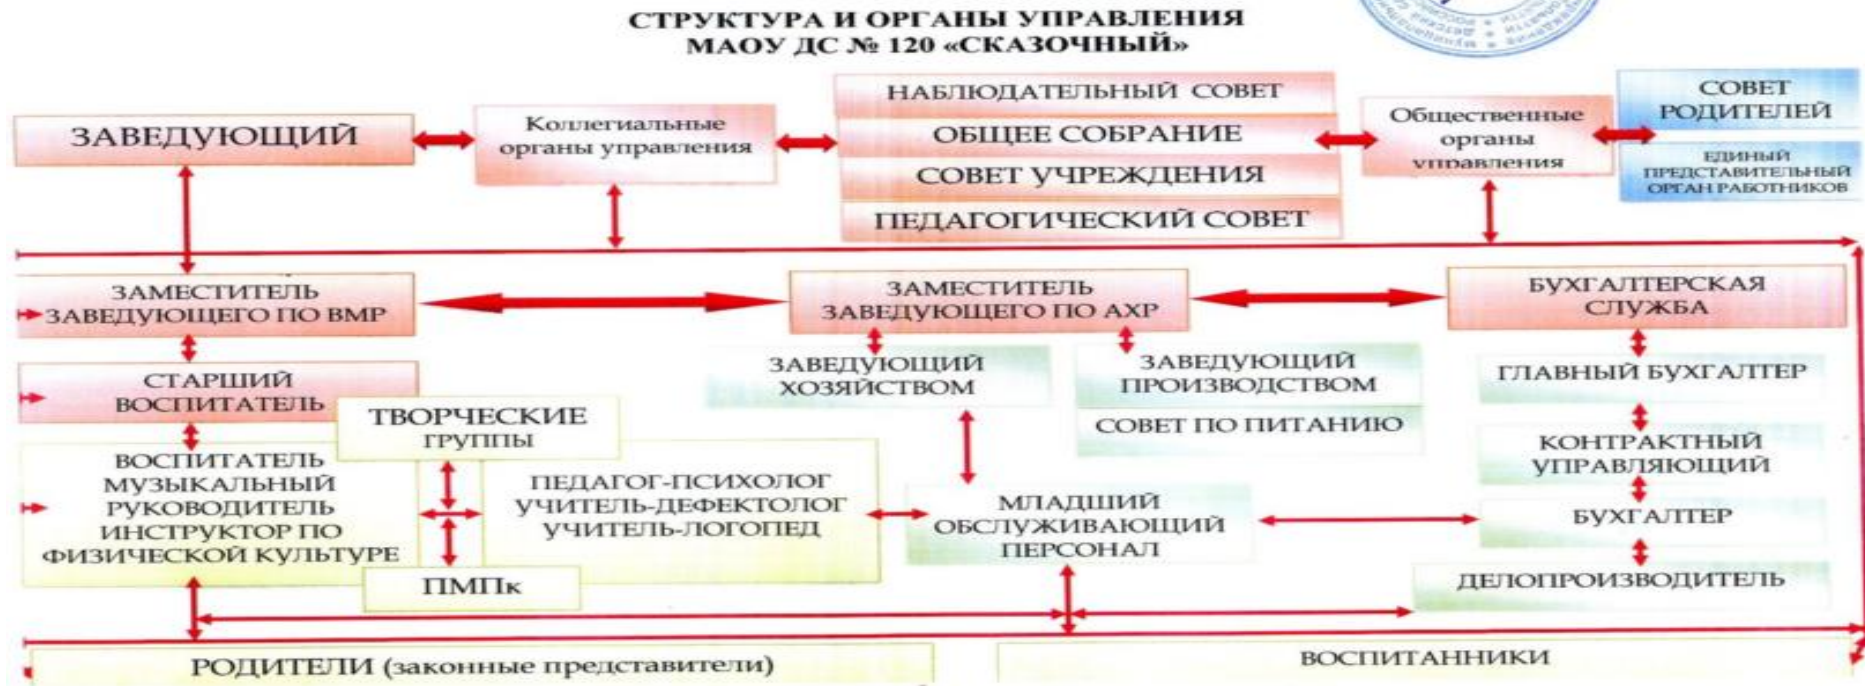 СТРУКТУРА И ОРГАНЫ УПРАВЛЕНИЯ
МАОУ ДС № 120 «СКАЗОЧНЫЙ»
ЗАВЕДУЮЩИЙ
Коллегиальные
органы управления
НАБЛЮДАТЕЛЬНЫЙ СОВЕТ
ОБЩЕЕ СОБРАНИЕ
СОВЕТ УЧРЕЖДЕНИЯ
ПЕДАГОГИЧЕСКИЙ СОВЕТ
Общественные
органы
управления
СОВЕТ
РОДИТЕЛЕЙ
ЕДИНЫЙ
ПРЕДСТАВИТЕЛЬНЫЙ
ОРГАН РАБОТНИКОВ
ЗАМЕСТИТЕЛЬ
ЗАВЕДУЮЩЕГО ПО ВМР
ЗАМЕСТИТЕЛЬ
ЗАВЕДУЮЩЕГО ПО АХР
БУХГАЛТЕРСКАЯ
СЛУЖБА
СТАРШИЙ
ВОСПИТАТЕЛЬ
ЗАВЕДУЮЩИЙ
ХОЗЯЙСТВОМ
ЗАВЕДУЮЩИЙ
ПРОИЗВОДСТВОМ
СОВЕТ ПО ПИТАНИЮ
ГЛАВНЫЙ БУХГАЛТЕР
ТВОРЧЕСКИЕ
ГРУППЫ
ВОСПИТАТЕЛЬ
МУЗЫКАЛЬНЫЙ
РУКОВОДИТЕЛЬ
ИНСТРУКТОР ПО
ФИЗИЧЕСКОЙ КУЛЬТУРЕ
ПЕДАГОГ-ПСИХОЛОГ
УЧИТЕЛЬ-ДЕФЕКТОЛОГ
УЧИТЕЛЬ-ЛОГОПЕД
ПМПк
МЛАДШИЙ
ОБСЛУЖИВАЮЩИЙ
ПЕРСОНАЛ
КОНТРАКТНЫЙ
УПРАВЛЯЮЩИЙ
БУХГАЛТЕР
ДЕЛОПРОИЗВОДИТЕЛЬ
РОДИТЕЛИ (законные представители)
ВОСПИТАННИКИ